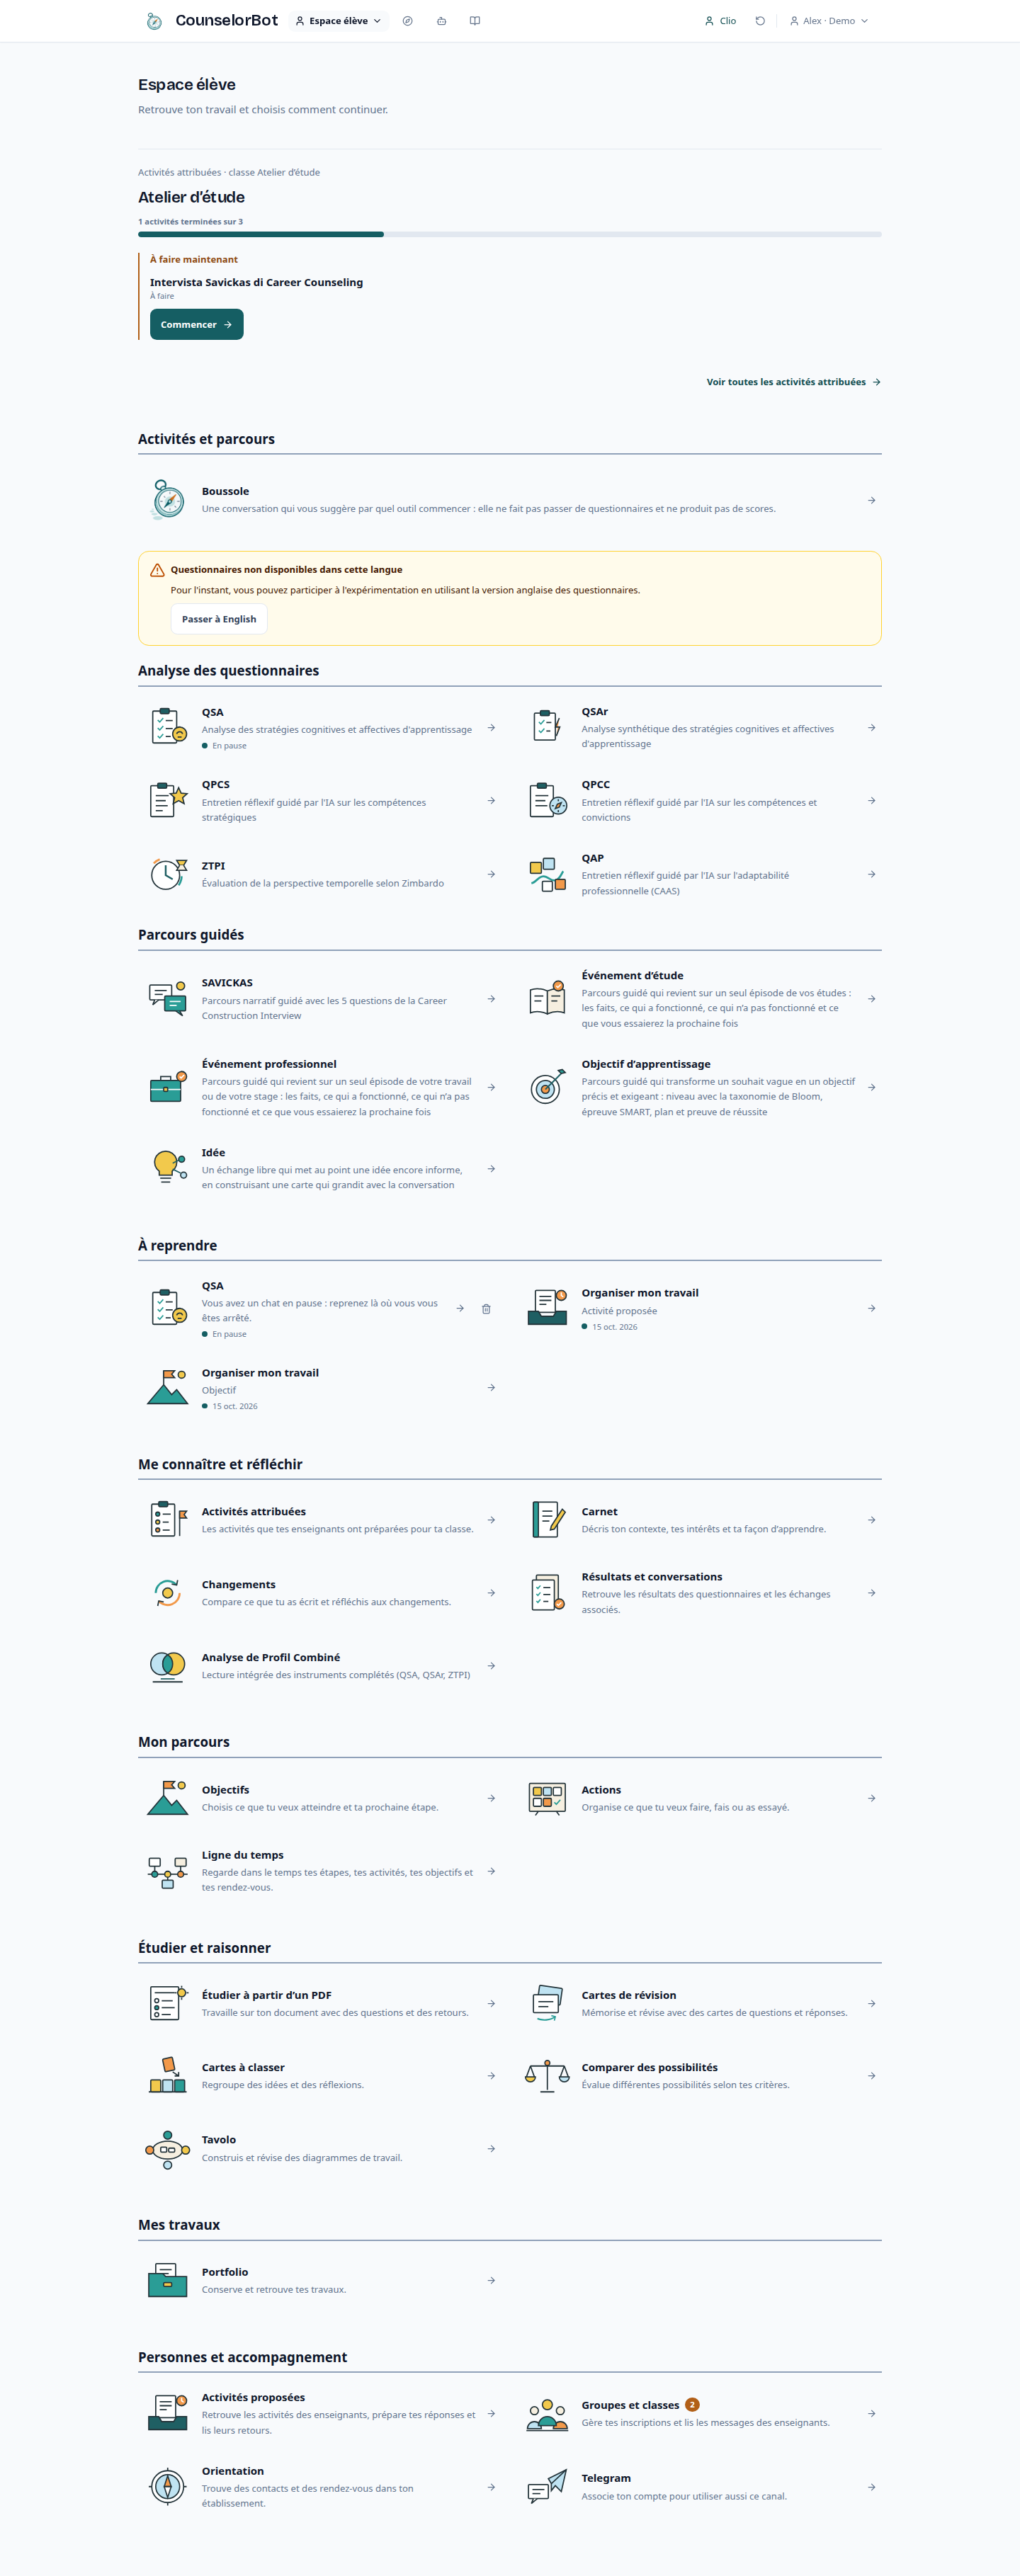 CounselorBot
Espace élève
Clio
Alex · Demo
Espace élève
Retrouve ton travail et choisis comment continuer.
Activités attribuées · classe Atelier d'étude
Atelier d'étude
1 activités terminées sur 3
À faire maintenant
Intervista Savickas di Career Counseling
À faire
Commencer
Voir toutes les activités attribuées
Activités et parcours
Boussole
Une conversation qui vous suggère par quel outil commencer : elle ne fait pas passer de questionnaires et ne produit pas de scores.
Questionnaires non disponibles dans cette langue
Pour l'instant, vous pouvez participer à l'expérimentation en utilisant la version anglaise des questionnaires.
Passer à English
Analyse des questionnaires
QSA
Analyse des stratégies cognitives et affectives d'apprentissage
En pause
QSAr
Analyse synthétique des stratégies cognitives et affectives
d'apprentissage
QPCS
Entretien réflexif guidé par l'IA sur les compétences
stratégiques
QPCC
Entretien réflexif guidé par l'IA sur les compétences et
convictions
ZTPI
Évaluation de la perspective temporelle selon Zimbardo
QAP
Entretien réflexif guidé par l'IA sur l'adaptabilité
professionnelle (CAAS)
Parcours guidés
SAVICKAS
Parcours narratif guidé avec les 5 questions de la Career
Construction Interview
Événement d’étude
Parcours guidé qui revient sur un seul épisode de vos études :
les faits, ce qui a fonctionné, ce qui n’a pas fonctionné et ce
que vous essaierez la prochaine fois
Événement professionnel
Parcours guidé qui revient sur un seul épisode de votre travail
ou de votre stage : les faits, ce qui a fonctionné, ce qui n’a pas
fonctionné et ce que vous essaierez la prochaine fois
Objectif d’apprentissage
Parcours guidé qui transforme un souhait vague en un objectif
précis et exigeant : niveau avec la taxonomie de Bloom,
épreuve SMART, plan et preuve de réussite
Idée
Un échange libre qui met au point une idée encore informe,
en construisant une carte qui grandit avec la conversation
À reprendre
QSA
Vous avez un chat en pause : reprenez là où vous vous
êtes arrêté.
En pause
Organiser mon travail
Activité proposée
15 oct. 2026
Organiser mon travail
Objectif
15 oct. 2026
Me connaître et réfléchir
Activités attribuées
Les activités que tes enseignants ont préparées pour ta classe.
Carnet
Décris ton contexte, tes intérêts et ta façon d’apprendre.
Changements
Compare ce que tu as écrit et réfléchis aux changements.
Résultats et conversations
Retrouve les résultats des questionnaires et les échanges
associés.
Analyse de Profil Combiné
Lecture intégrée des instruments complétés (QSA, QSAr, ZTPI)
Mon parcours
Objectifs
Choisis ce que tu veux atteindre et ta prochaine étape.
Actions
Organise ce que tu veux faire, fais ou as essayé.
Ligne du temps
Regarde dans le temps tes étapes, tes activités, tes objectifs et
tes rendez-vous.
Étudier et raisonner
Étudier à partir d’un PDF
Travaille sur ton document avec des questions et des retours.
Cartes de révision
Mémorise et révise avec des cartes de questions et réponses.
Cartes à classer
Regroupe des idées et des réflexions.
Comparer des possibilités
Évalue différentes possibilités selon tes critères.
Tavolo
Construis et révise des diagrammes de travail.
Mes travaux
Portfolio
Conserve et retrouve tes travaux.
Personnes et accompagnement
Activités proposées
Retrouve les activités des enseignants, prépare tes réponses et
lis leurs retours.
Groupes et classes 2
Gère tes inscriptions et lis les messages des enseignants.
Orientation
Trouve des contacts et des rendez-vous dans ton
établissement.
Telegram
Associe ton compte pour utiliser aussi ce canal.